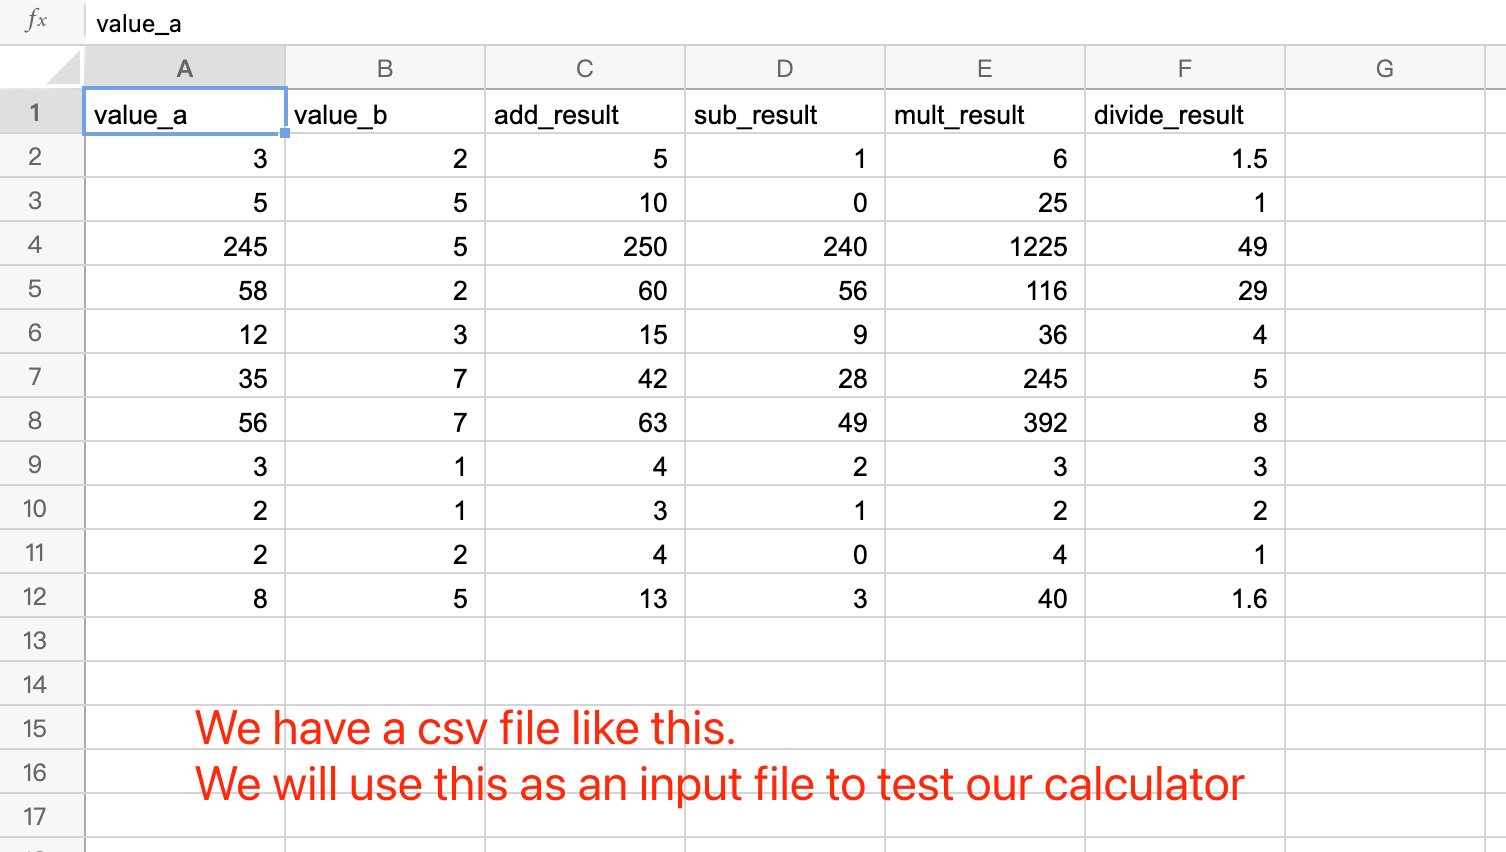 fx value_a
A B C D E F G
1 value_a value_b add_result sub_result mult_result divide_result
2 3 2 5 1 6 1.5
3 5 5 10 0 25 1
4 245 5 250 240 1225 49
5 58 2 60 56 116 29
6 12 3 15 9 36 4
7 35 7 42 28 245 5
8 56 7 63 49 392 8
9 3 1 4 2 3 3
10 2 1 3 1 2 2
11 2 2 4 0 4 1
12 8 5 13 3 40 1.6
13
14
15 We have a csv file like this.
16 We will use this as an input file to test our calculator
17